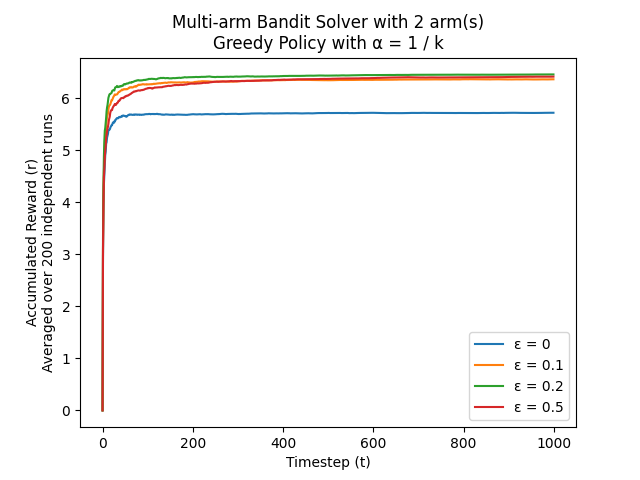 Multi-arm Bandit Solver with 2 arm(s)
Greedy Policy with α = 1 / k
Accumulated Reward (r)
Averaged over 200 independent runs
6
5
4
3
2
1
0
0 200 400 600 800 1000
Timestep (t)
ε = 0
ε = 0.1
ε = 0.2
ε = 0.5